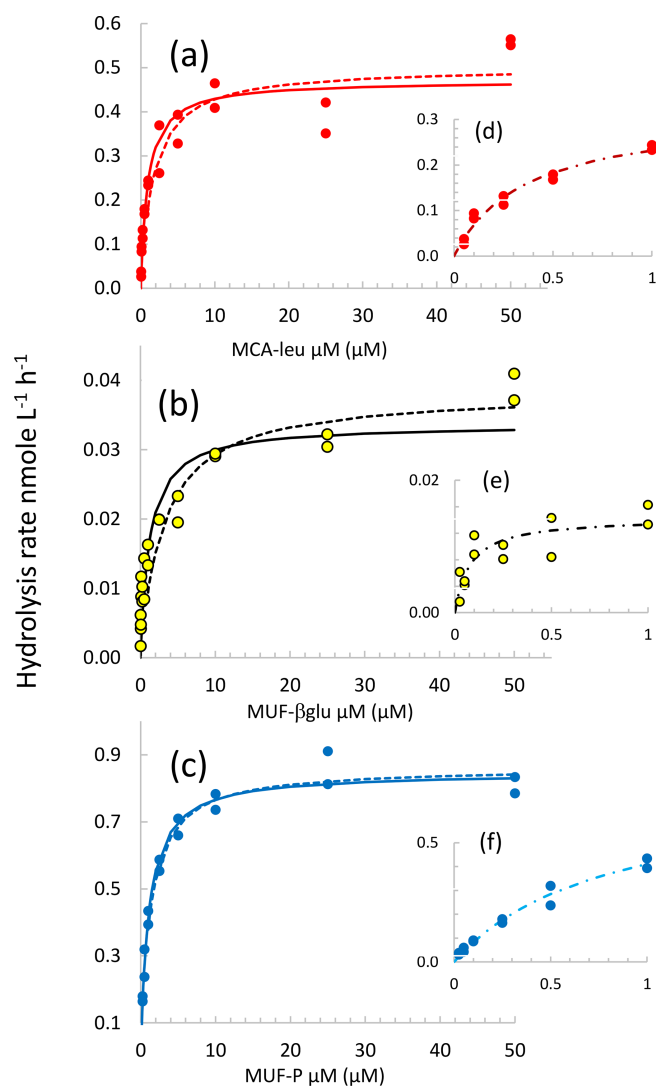 Hydrolysis rate nmole L⁻¹ h⁻¹
(a)
0.6
0.5
0.4
0.3
0.2
0.1
0.0
0 10 20 30 40 50
MCA-leu µM (µM)
(d)
0.3
0.2
0.1
0.0
0 0.5 1
(b)
0.04
0.03
0.02
0.01
0.00
0 10 20 30 40 50
MUF-βglu µM (µM)
(e)
0.02
0.00
0 0.5 1
(c)
0.9
0.7
0.5
0.3
0.1
0 10 20 30 40 50
MUF-P µM (µM)
(f)
0.5
0.0
0 0.5 1